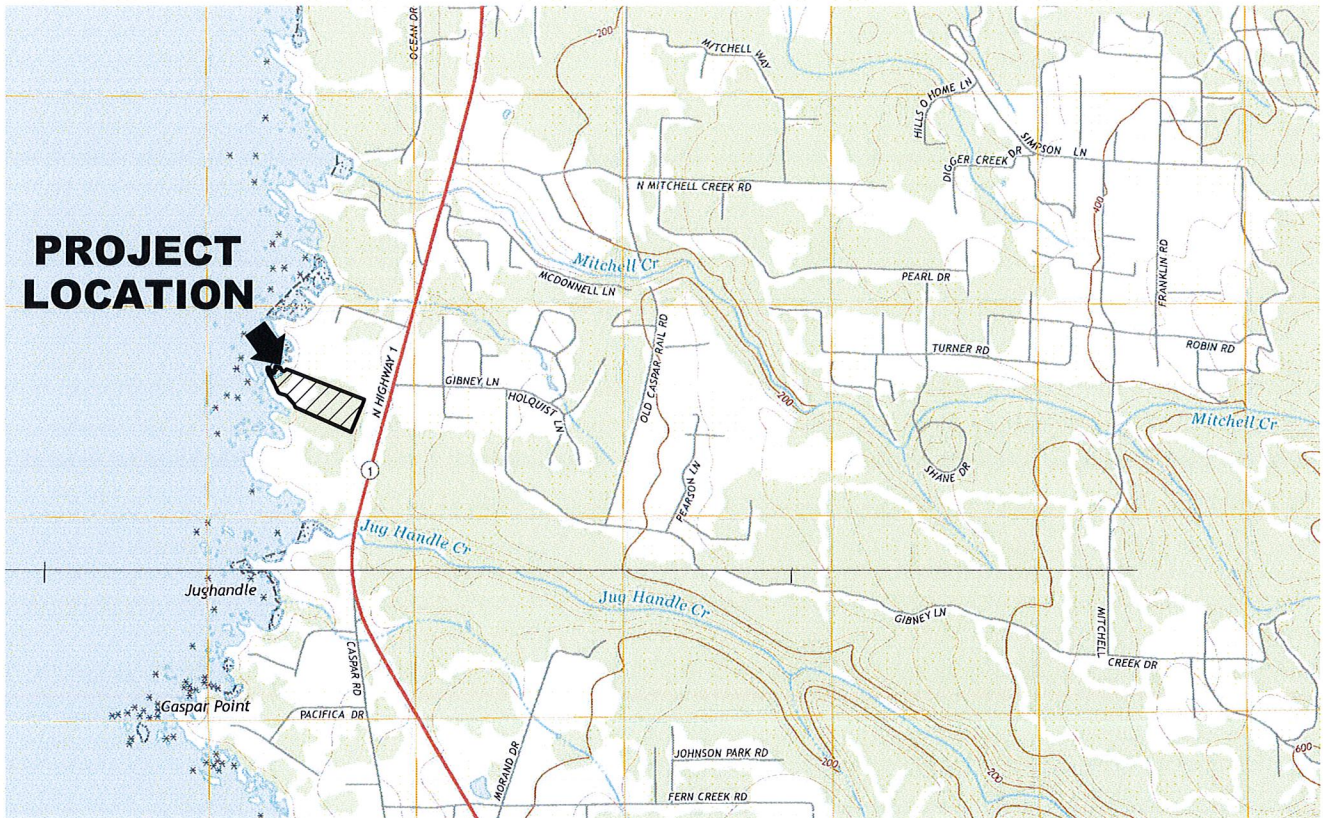 OCEAN DR
200
MITCHELL WAY
HILLS O HOME LN
SIMPSON LN
DIGGER CREEK DR
N MITCHELL CREEK RD
400
FRANKLIN RD
PROJECT
LOCATION
Mitchell Cr
MCDONNELL LN
PEARL DR
N HIGHWAY 1
OLD CASPAR RAIL RD
TURNER RD
ROBIN RD
GIBNEY LN
HOLQUIST LN
200
Mitchell Cr
SHANE DR
PEARSON LN
1
Jug Handle Cr
Jughandle
Jug Handle Cr
GIBNEY LN
MITCHELL
CREEK DR
CASPAR RD
Caspar Point
PACIFICA DR
MORAND DR
JOHNSON PARK RD
200
200
600
FERN CREEK RD